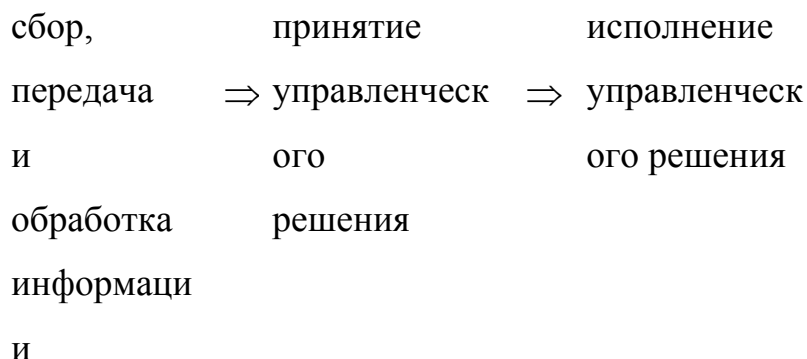 сбор, принятие исполнение
передача ⇒ управленческ ⇒ управленческ
и ого ого решения
обработка решения
информаци
и